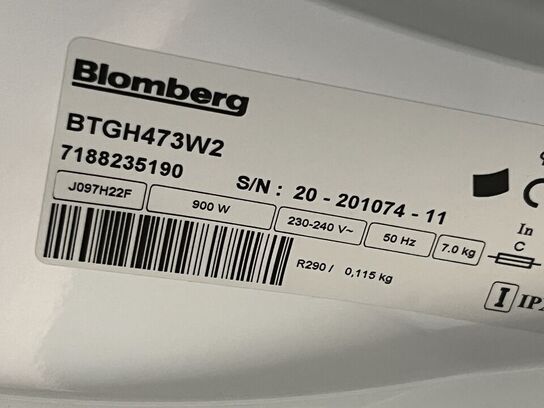 Blomberg
BTGH473W2
7188235190
S/N : 20 - 201074 - 11
J097H22F 900 W 230-240 V~ 50 Hz 7.0 kg
R290 / 0,115 kg
In
C